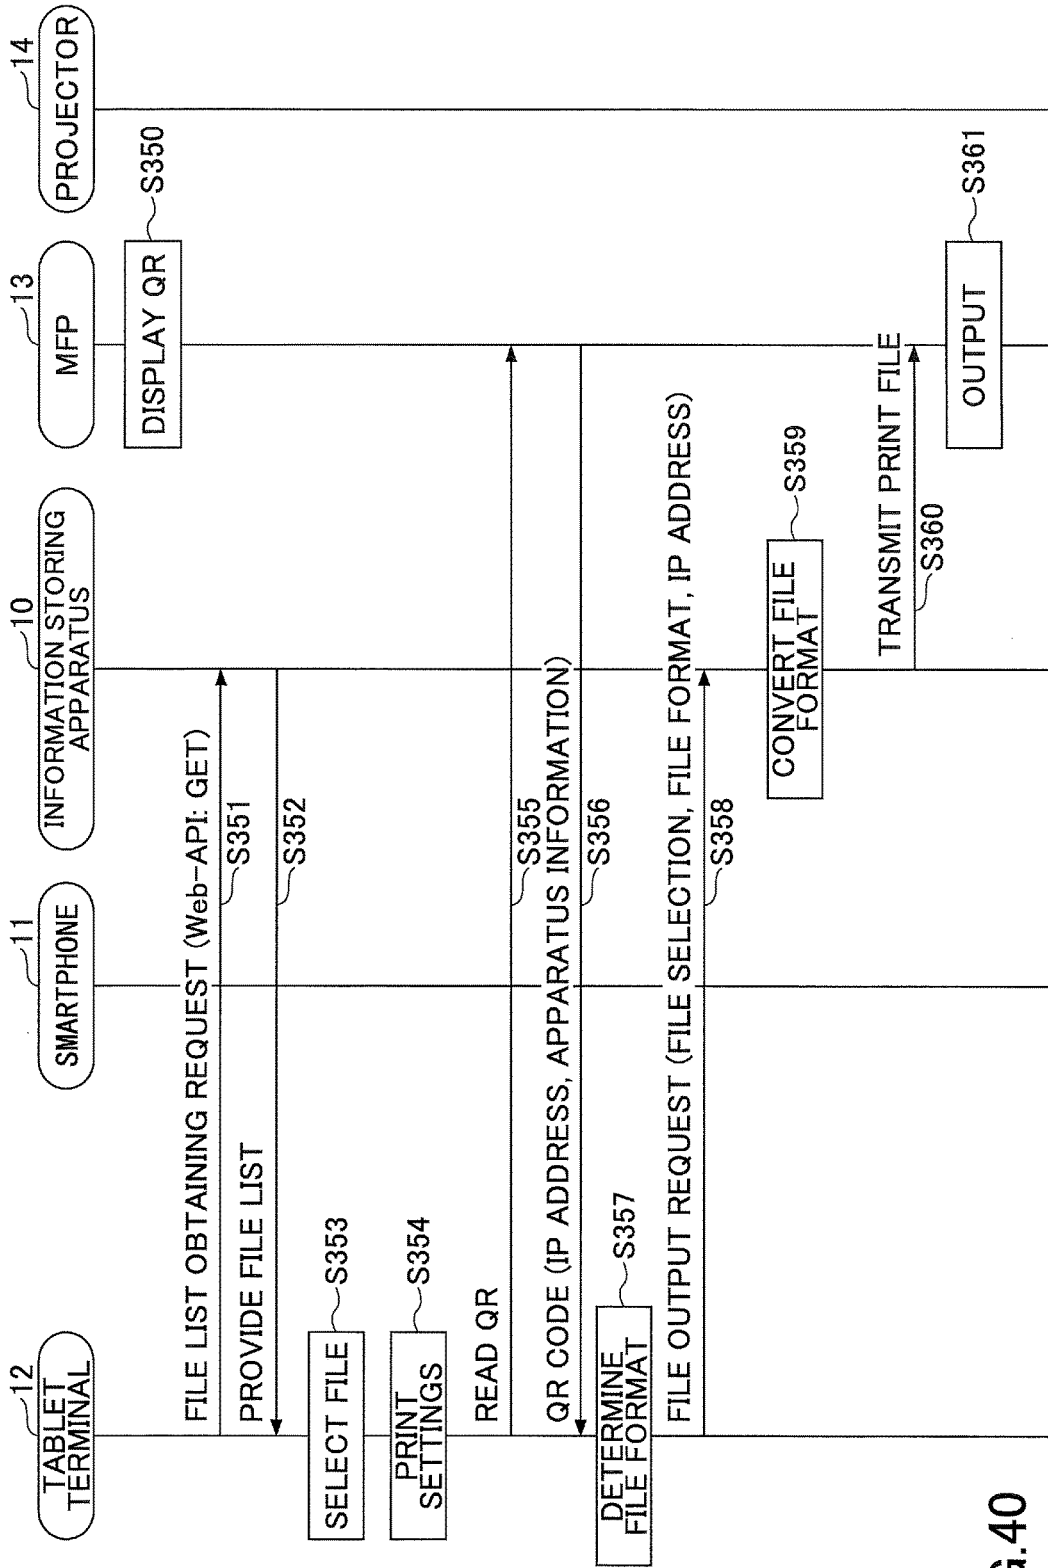 12
TABLET
TERMINAL
11
SMARTPHONE
10
INFORMATION STORING
APPARATUS
13
MFP
14
PROJECTOR
DISPLAY QR
S350
FILE LIST OBTAINING REQUEST (Web-API: GET)
S351
PROVIDE FILE LIST
S352
SELECT FILE
S353
PRINT
SETTINGS
S354
READ QR
S355
QR CODE (IP ADDRESS, APPARATUS INFORMATION)
S356
DETERMINE
FILE FORMAT
S357
FILE OUTPUT REQUEST (FILE SELECTION, FILE FORMAT, IP ADDRESS)
S358
CONVERT FILE
FORMAT
S359
TRANSMIT PRINT FILE
S360
OUTPUT
S361
G.40